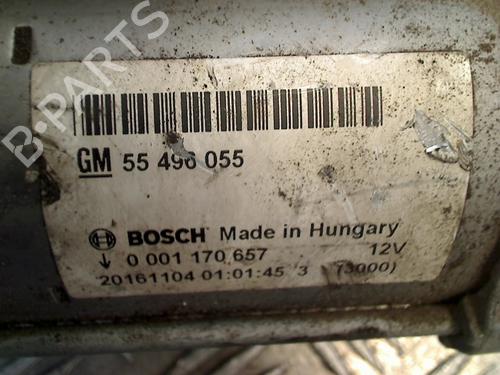 B-PARTS
GM 55 496 055
BOSCH Made in Hungary
0 001 170 657 12V
20161104 01:01:45 3 (3000)